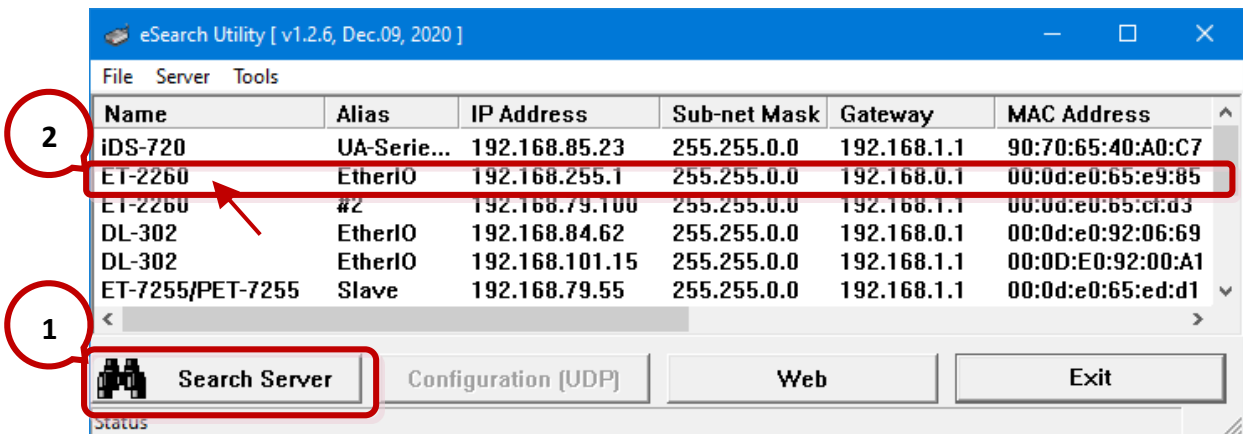 eSearch Utility [ v1.2.6, Dec.09, 2020 ]
File Server Tools
Name Alias IP Address Sub-net Mask Gateway MAC Address
2
iDS-720 UA-Serie... 192.168.85.23 255.255.0.0 192.168.1.1 90:70:65:40:A0:C7
ET-2260 EtherIO 192.168.255.1 255.255.0.0 192.168.0.1 00:0d:e0:65:e9:85
ET-2260 #2 192.168.79.100 255.255.0.0 192.168.1.1 00:0d:e0:65:cf:d3
DL-302 EtherIO 192.168.84.62 255.255.0.0 192.168.0.1 00:0d:e0:92:06:69
DL-302 EtherIO 192.168.101.15 255.255.0.0 192.168.1.1 00:0D:E0:92:00:A1
ET-7255/PET-7255 Slave 192.168.79.55 255.255.0.0 192.168.1.1 00:0d:e0:65:ed:d1
1
Search Server Configuration (UDP) Web Exit
Status